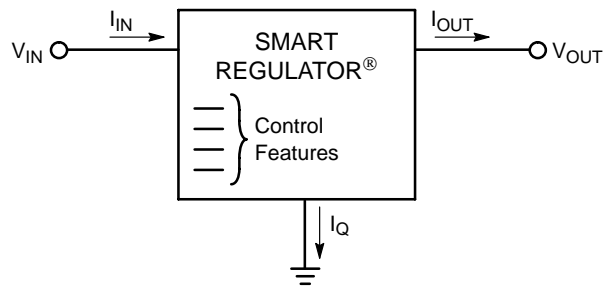 I_IN
I_OUT
V_IN
SMART
REGULATOR®
V_OUT
Control
Features
I_Q